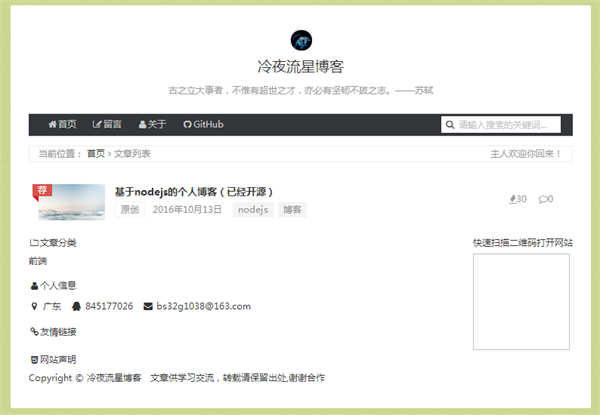 冷夜流星博客
古之立大事者，不惟有超世之才，亦必有坚韧不拔之志。——苏轼
首页 留言 关于 GitHub 请输入搜索的关键词...
当前位置： 首页 > 文章列表 主人欢迎你回来！
荐 基于nodejs的个人博客（已经开源）
原创 2016年10月13日 nodejs 博客 30 0
文章分类 快速扫描二维码打开网站
前端
个人信息
广东 845177026 bs32g1038@163.com
友情链接
网站声明
Copyright © 冷夜流星博客 文章供学习交流，转载请保留出处,谢谢合作